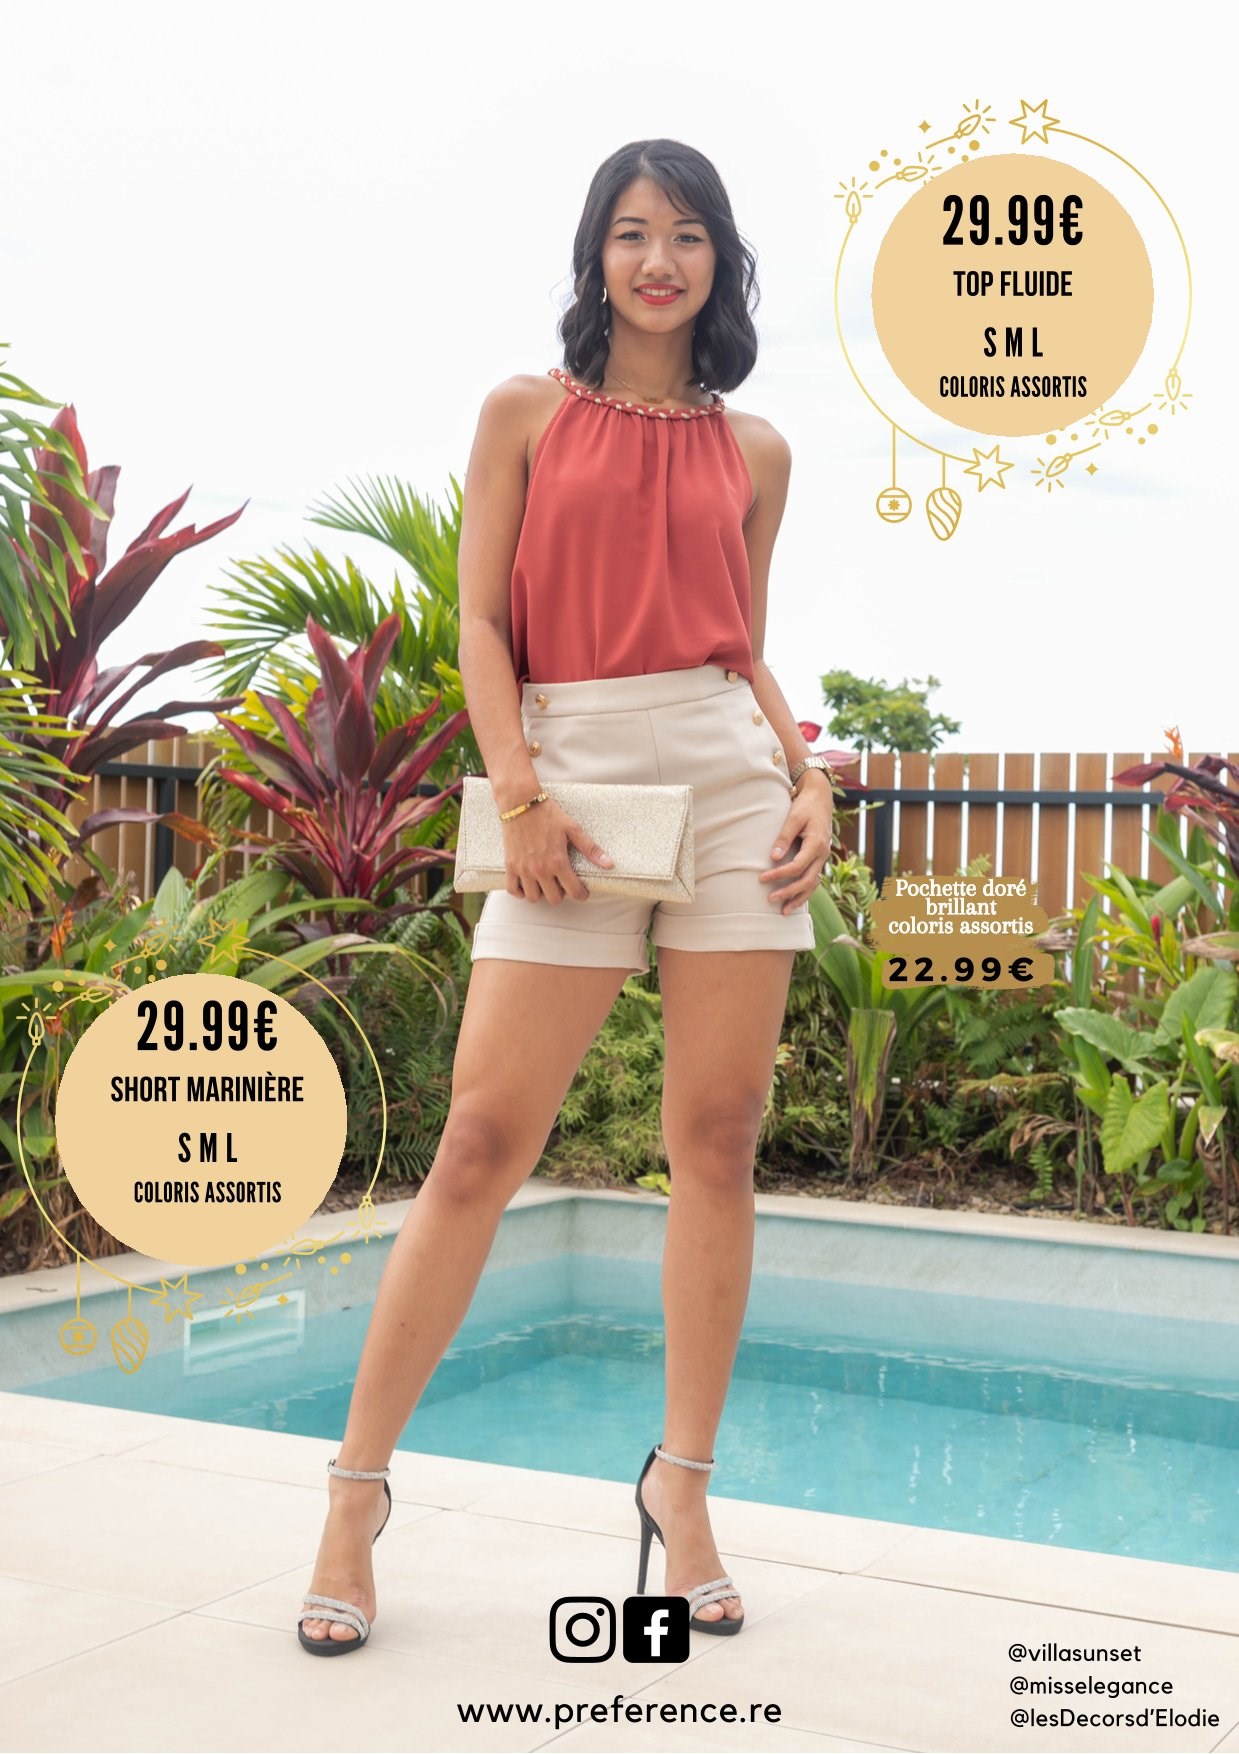 29.99€
TOP FLUIDE
S M L
COLORIS ASSORTIS
Pochette doré
brillant
coloris assortis
22.99€
29.99€
SHORT MARINIÈRE
S M L
COLORIS ASSORTIS
www.preference.re
@villasunset
@misselegance
@lesDecorsd'Elodie